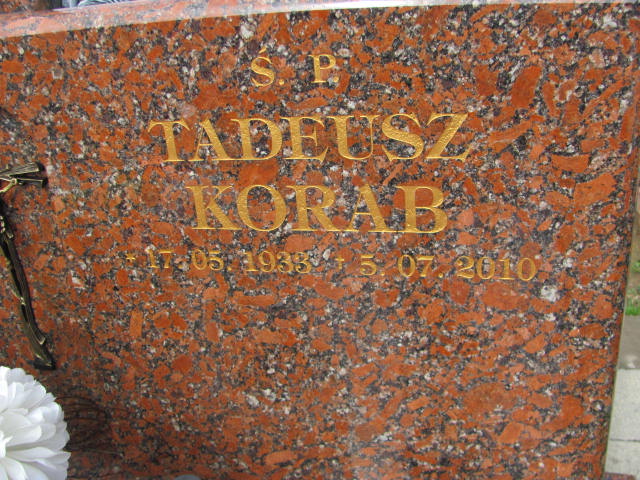 Ś. P.
TADEUSZ
KORAB
* 17. 05. 1933 † 5. 07. 2010